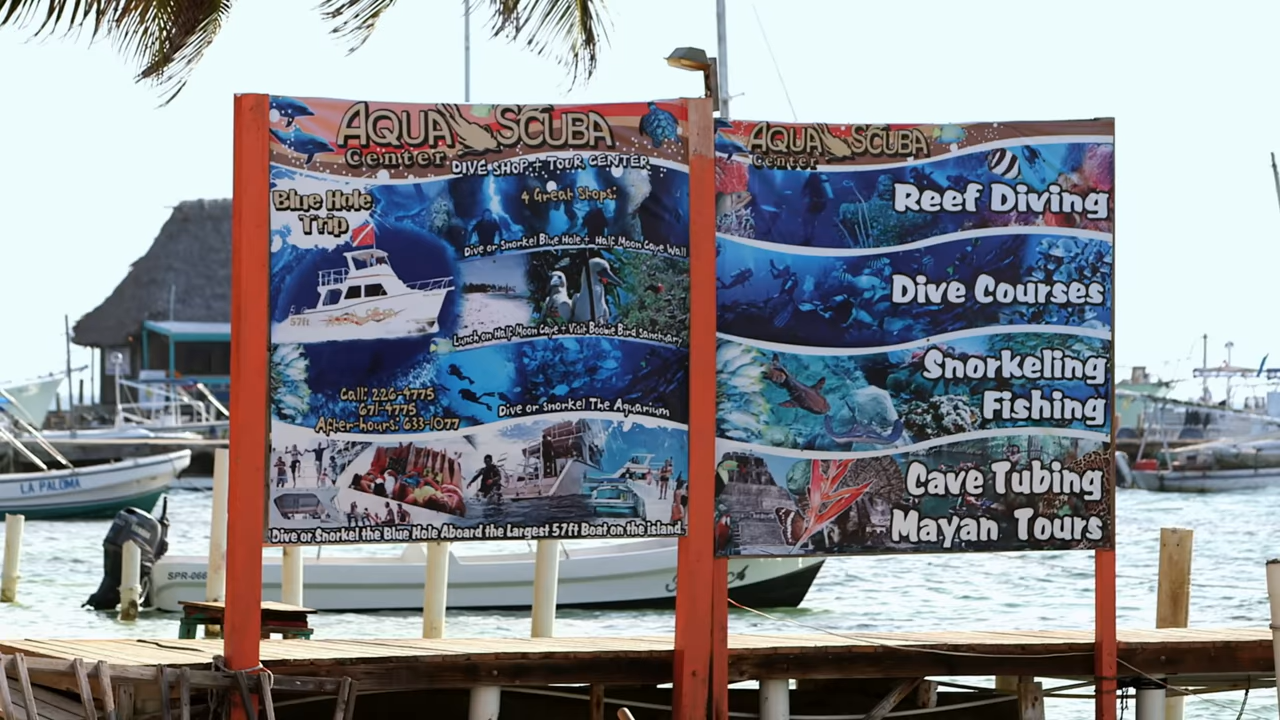 AQUA SCUBA
Center
DIVE SHOP + TOUR CENTER
Blue Hole
Trip
4 Great Stops:
Dive or Snorkel Blue Hole + Half Moon Caye Wall
57ft
Lunch on Half Moon Caye + Visit Boobie Bird Sanctuary
Call: 226-4775
671-4775
After-hours: 633-1077
Dive or Snorkel The Aquarium
Dive or Snorkel the Blue Hole Aboard the Largest 57ft Boat on the island.
AQUA SCUBA
Center
Reef Diving
Dive Courses
Snorkeling
Fishing
Cave Tubing
Mayan Tours
LA PALOMA
SPR-066